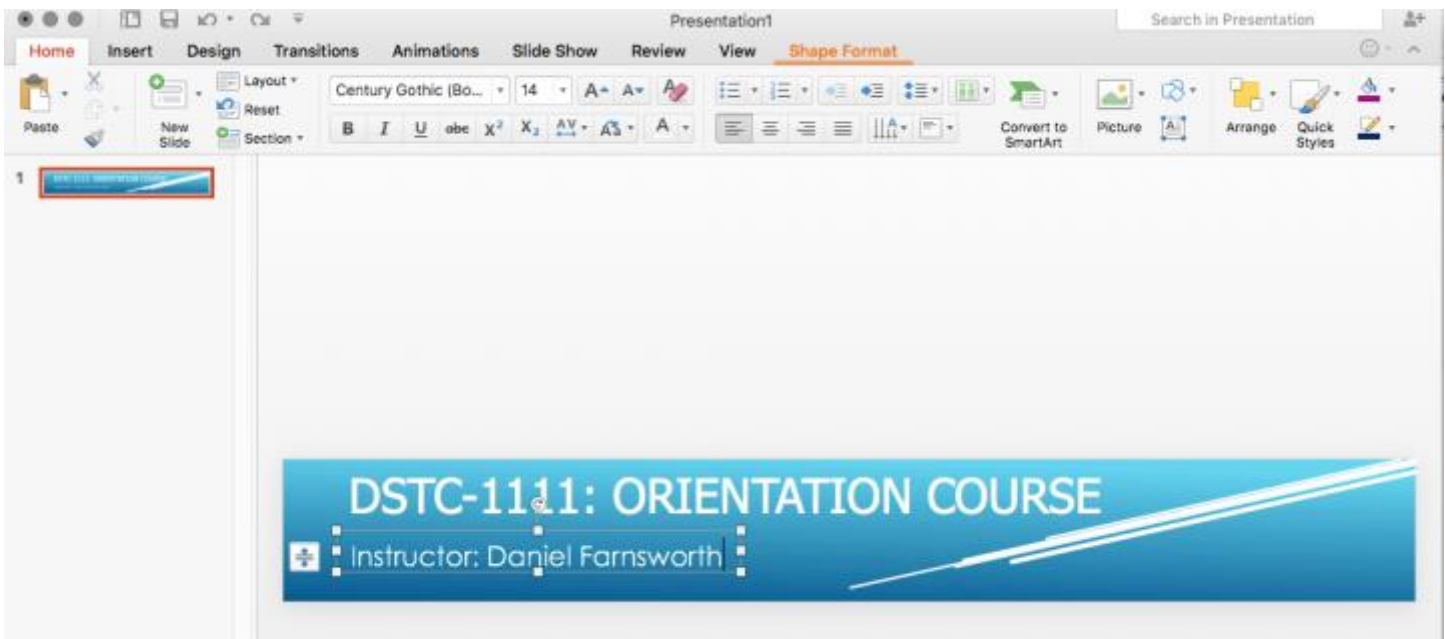 Presentation1
Search in Presentation
Home Insert Design Transitions Animations Slide Show Review View Shape Format
Paste
New Slide
Layout
Reset
Section
Century Gothic (Bo... 14 A A
B I U abc X² X₂ AV A A
Convert to SmartArt
Picture
A
Arrange
Quick Styles
1
DSTC-1111: ORIENTATION COURSE
Instructor: Daniel Farnsworth